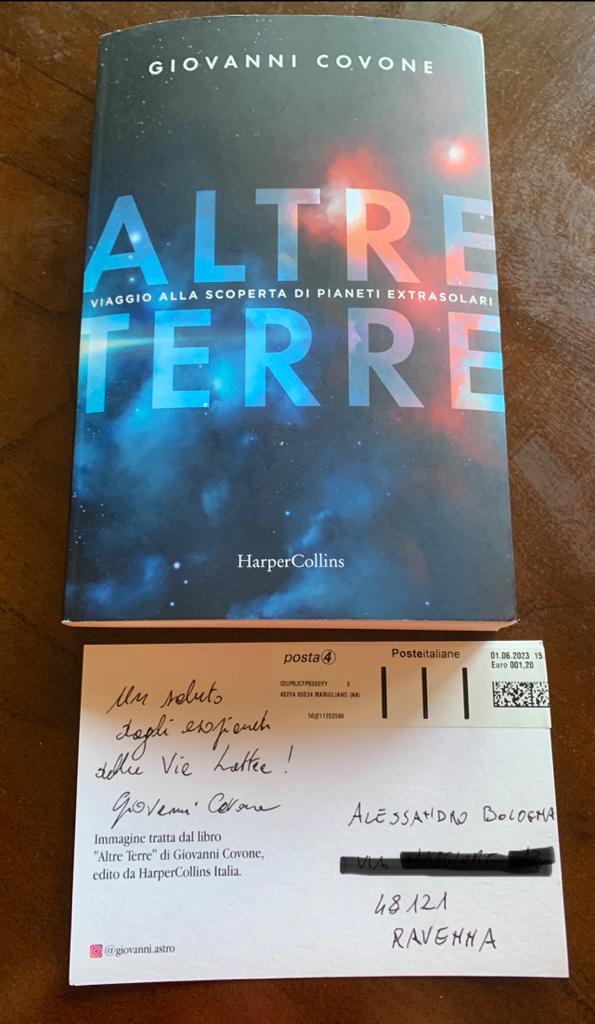 GIOVANNI COVONE
ALTRE
VIAGGIO ALLA SCOPERTA DI PIANETI EXTRASOLARI
TERRE
HarperCollins
posta4
Posteitaliane
01.06.2023 15.
Euro 001,20
40224 80034 MARIGLIANO (NA)
Un saluto
dagli esopianeti
della Via Lattea!
Giovanni Covone
Immagine tratta dal libro
"Altre Terre" di Giovanni Covone,
edito da HarperCollins Italia.
@giovanni.astro
ALESSANDRO BOLOGNA
48121
RAVENNA